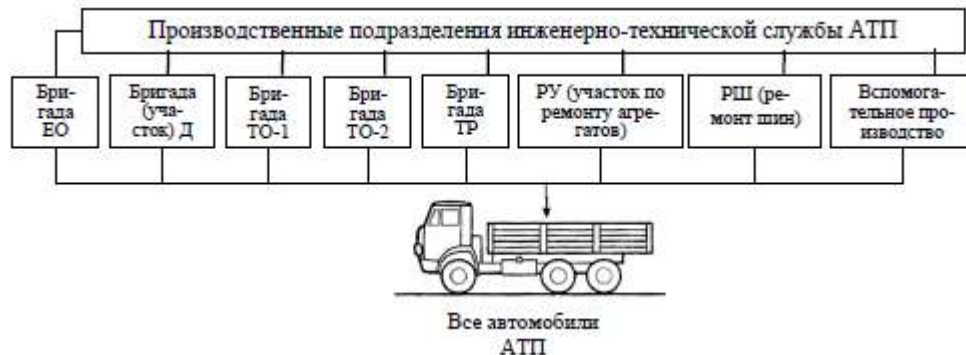 Производственные подразделения инженерно-технической службы АТП
Бри-
гада
ЕО
Бригада
(уча-
сток) Д
Бри-
гада
ТО-1
Бри-
гада
ТО-2
Бри-
гада
ТР
РУ (участок по
ремонту агре-
гатов)
РШ (ре-
монт шин)
Вспомога-
тельное про-
изводство
Все автомобили
АТП